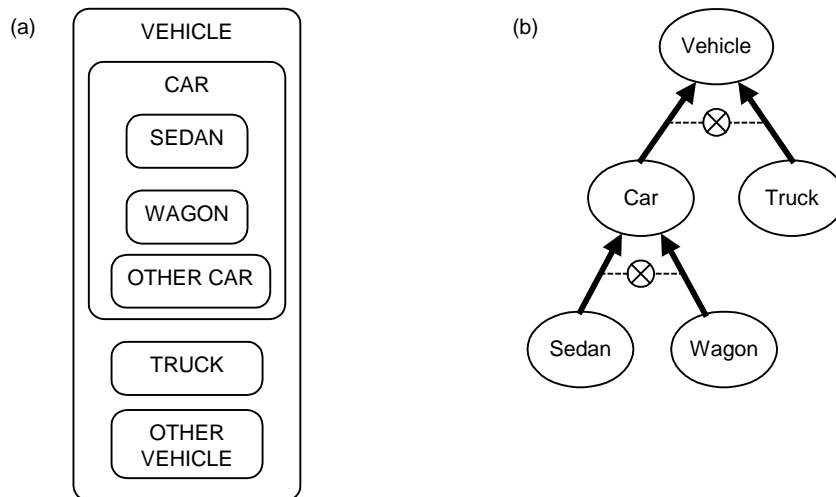 (a)
VEHICLE
CAR
SEDAN
WAGON
OTHER CAR
TRUCK
OTHER
VEHICLE
(b)
Vehicle
Car
Truck
Sedan
Wagon